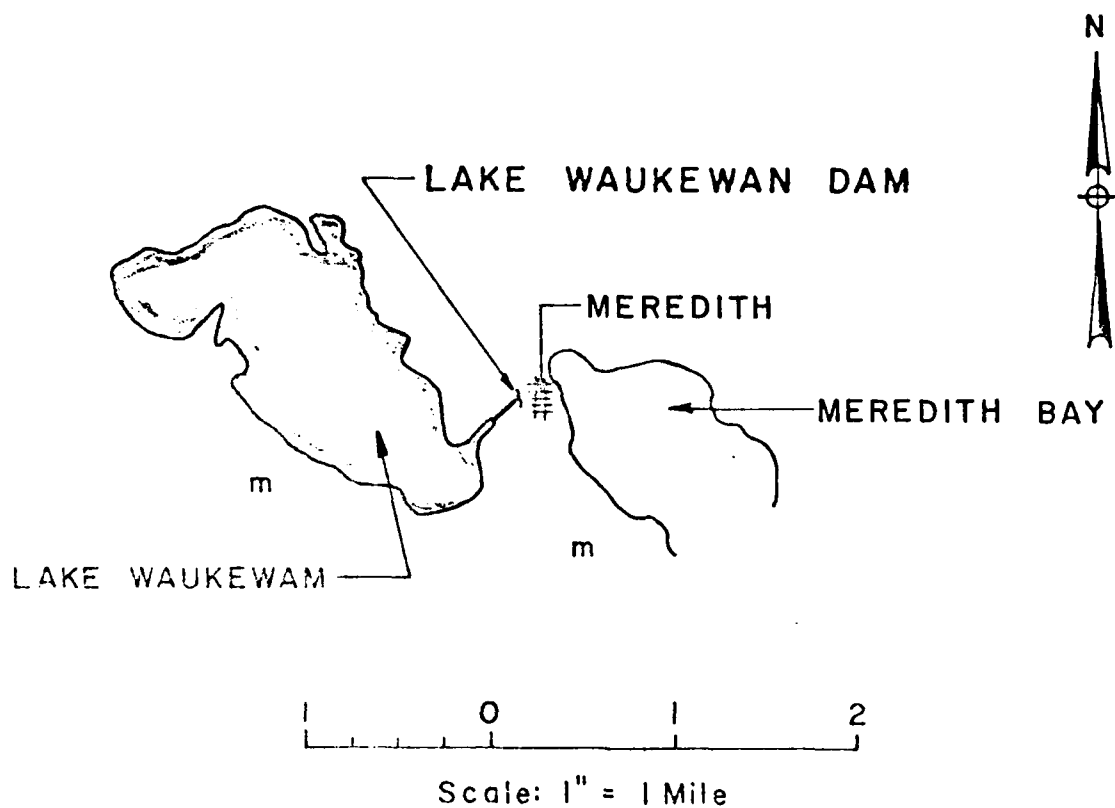 N
LAKE WAUKEWAN DAM
MEREDITH
MEREDITH BAY
m
m
LAKE WAUKEWAM
1 0 1 2
Scale: 1" = 1 Mile